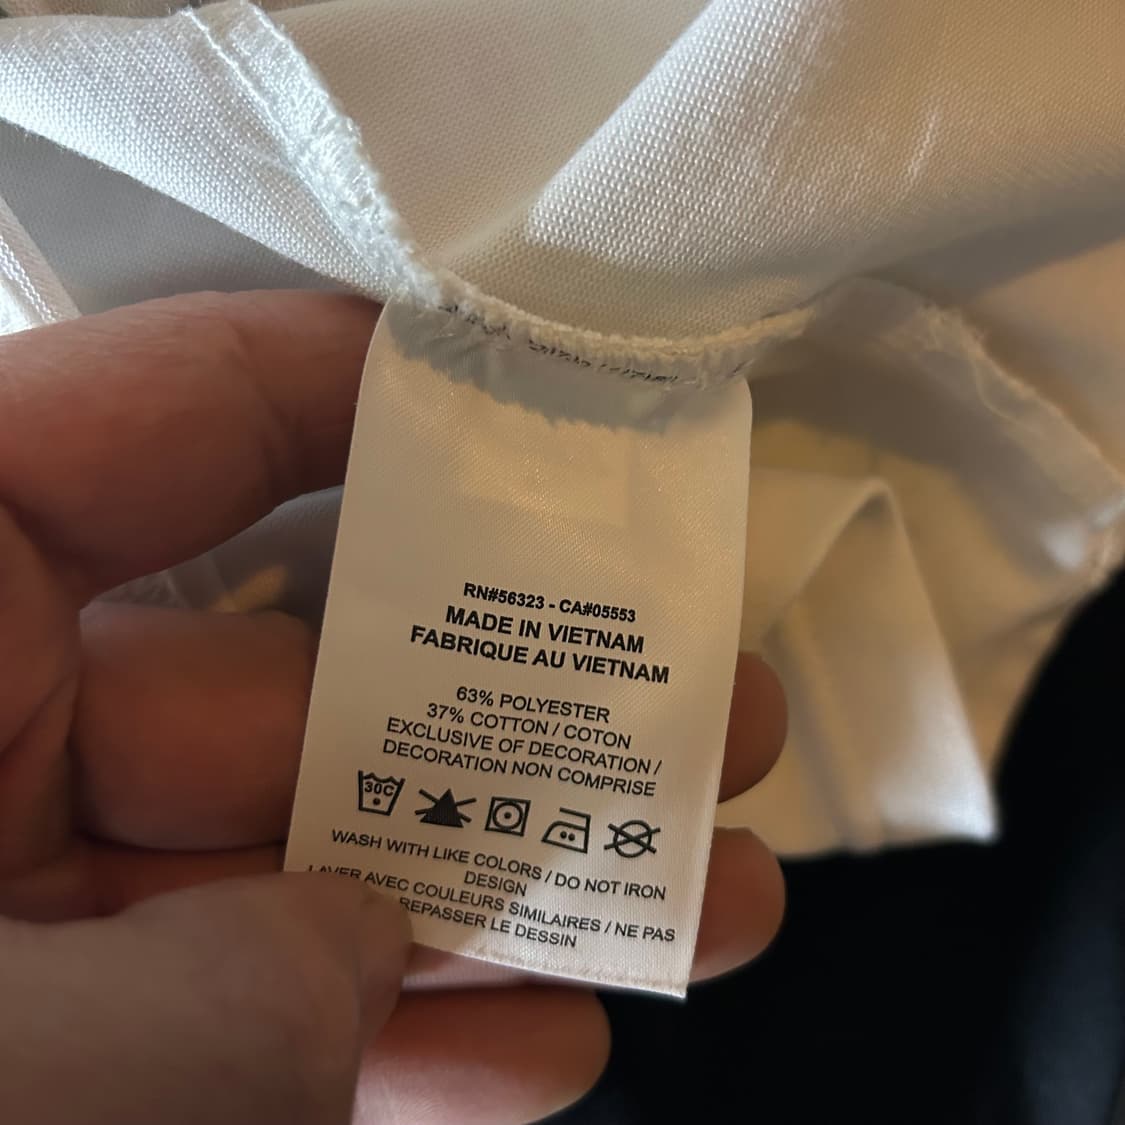 RN#56323 - CA#05553
MADE IN VIETNAM
FABRIQUE AU VIETNAM
63% POLYESTER
37% COTTON / COTON
EXCLUSIVE OF DECORATION /
DECORATION NON COMPRISE
30C
WASH WITH LIKE COLORS / DO NOT IRON
DESIGN
LAVER AVEC COULEURS SIMILAIRES / NE PAS
REPASSER LE DESSIN